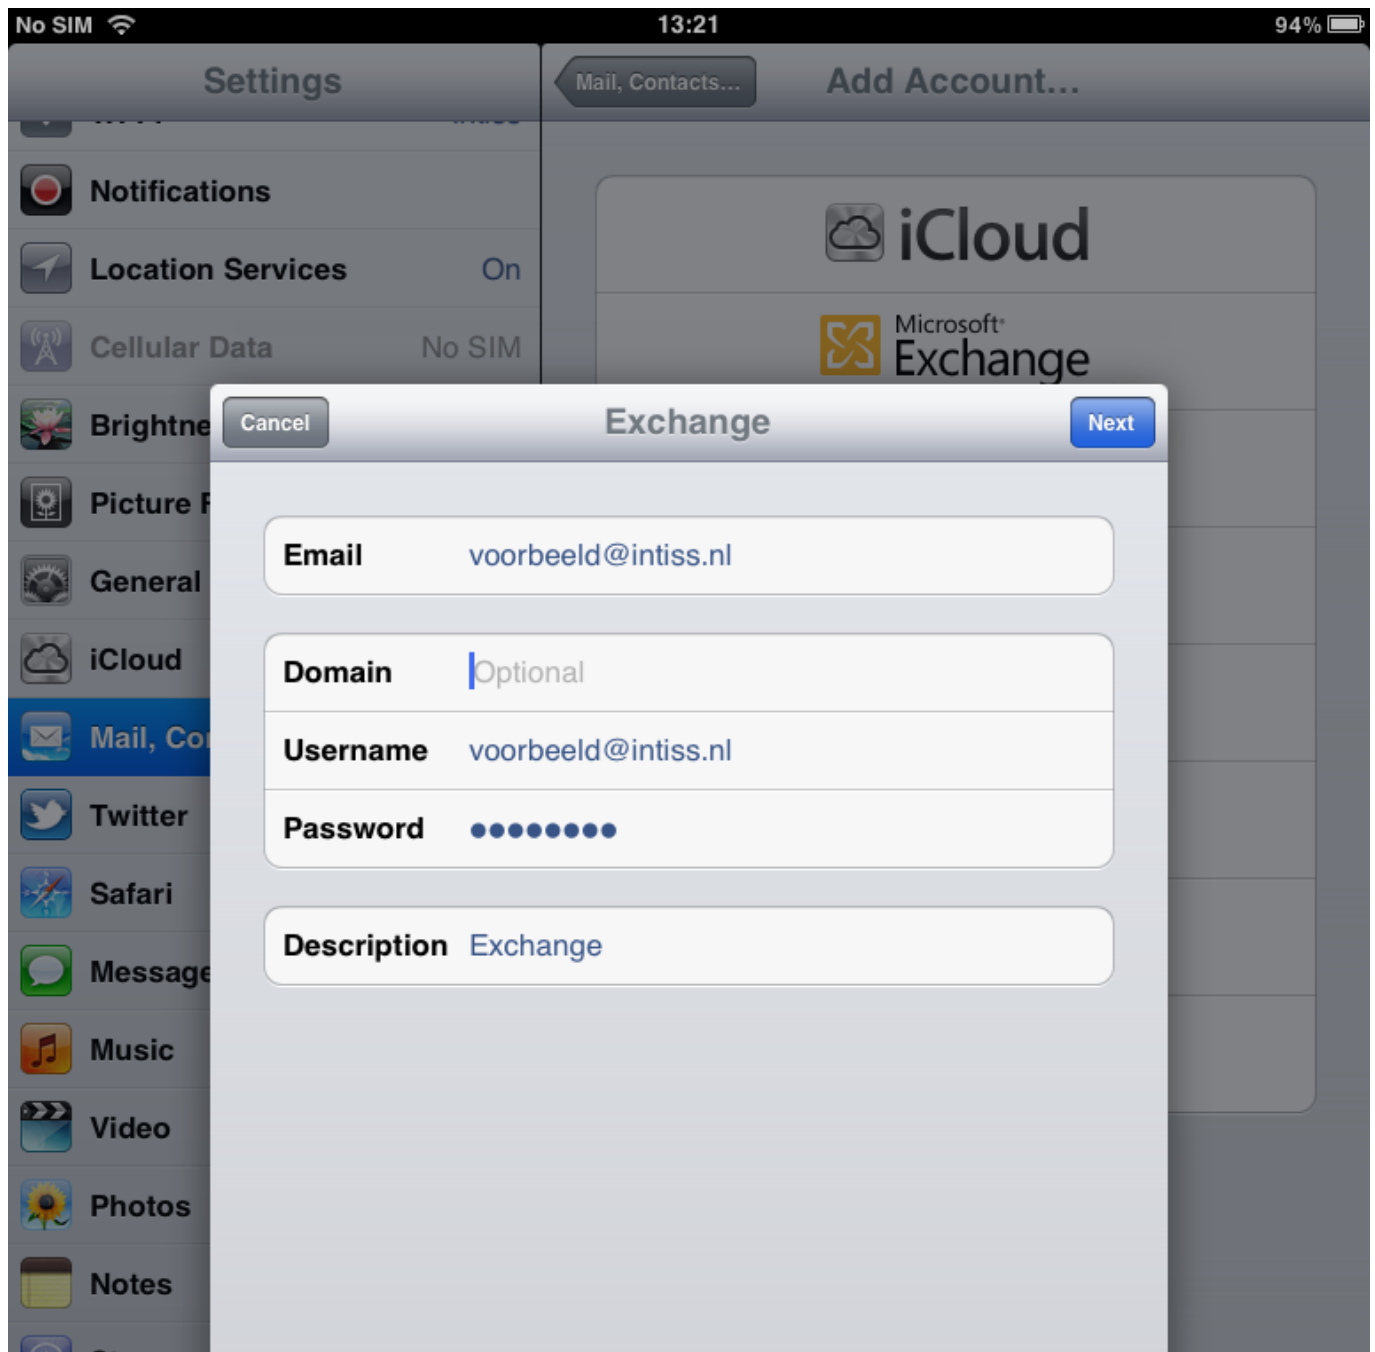 No SIM 13:21 94%
Settings
Mail, Contacts... Add Account...
Notifications
Location Services On
Cellular Data No SIM
iCloud
Microsoft
Exchange
Cancel Exchange Next
Brightne
Picture F
General
iCloud
Mail, Co
Twitter
Safari
Message
Music
Video
Photos
Notes
Email voorbeeld@intiss.nl
Domain Optional
Username voorbeeld@intiss.nl
Password ●●●●●●●●
Description Exchange